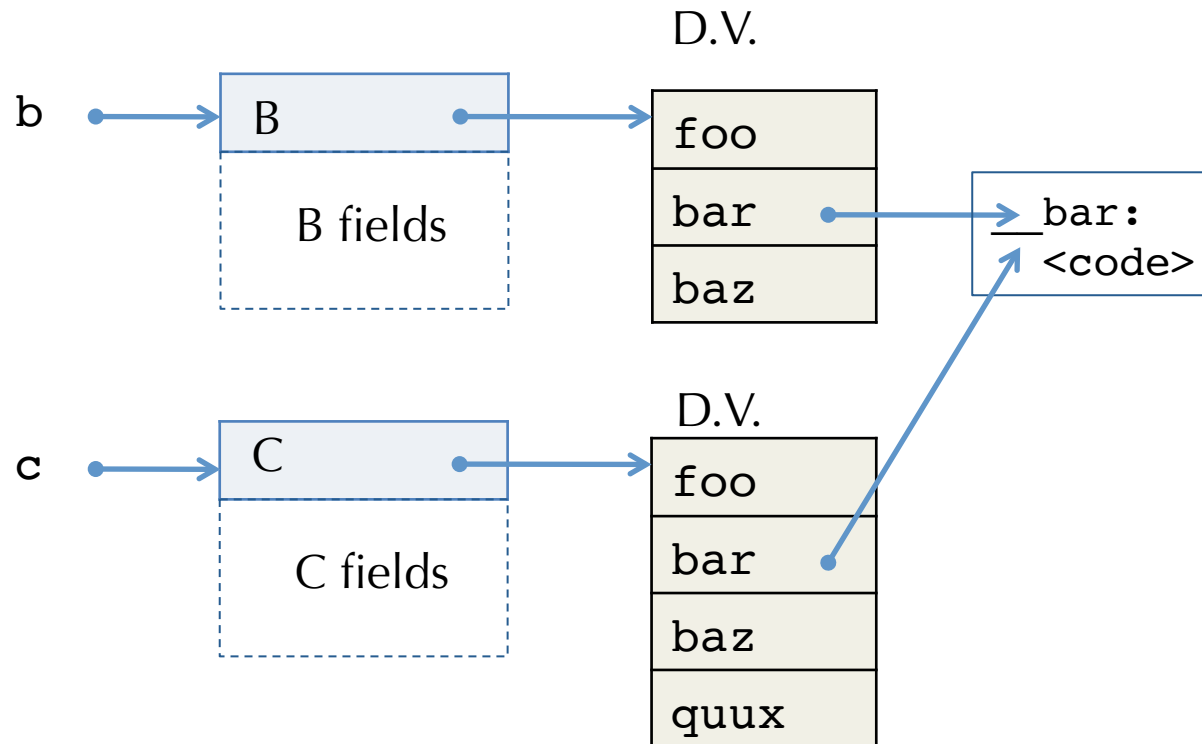 D.V.
b
B
B fields
foo
bar
baz
__bar:
<code>
D.V.
c
C
C fields
foo
bar
baz
quux